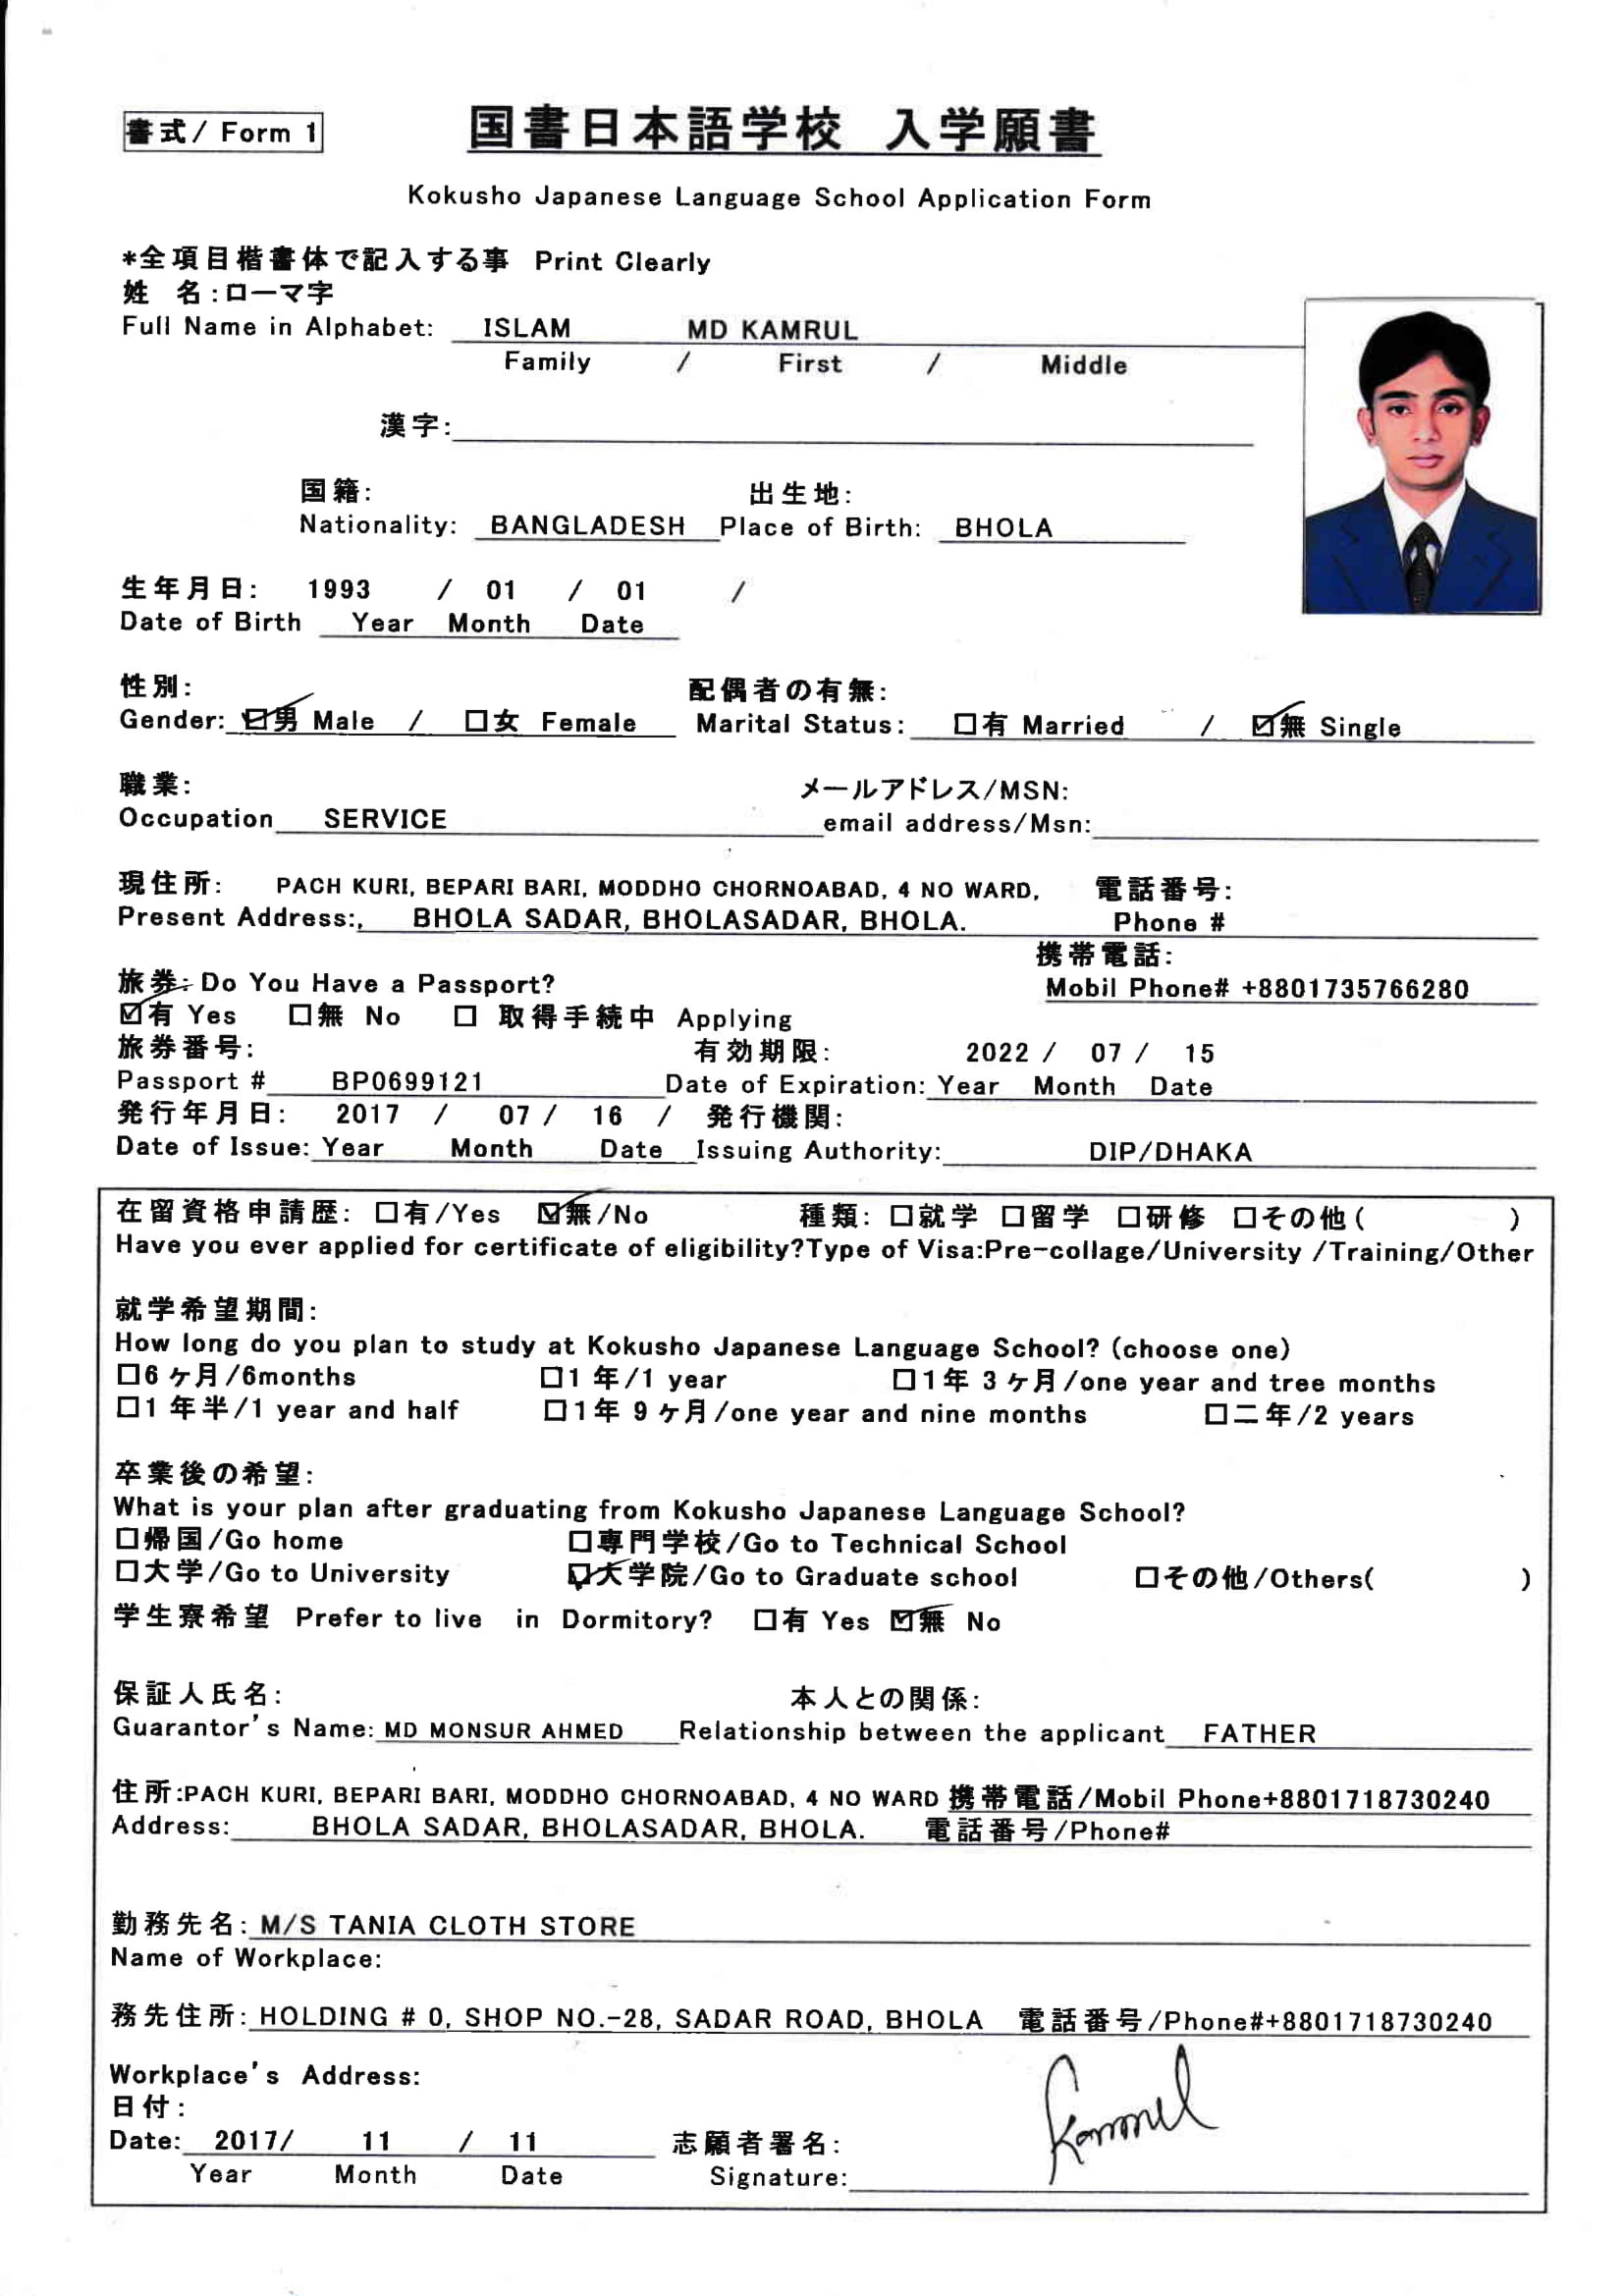 書式/ Form 1
国書日本語学校 入学願書
Kokusho Japanese Language School Application Form
*全項目楷書体で記入する事 Print Clearly
姓 名:ローマ字
Full Name in Alphabet: ISLAM MD KAMRUL
Family / First / Middle
漢字:
国籍: 出生地:
Nationality: BANGLADESH Place of Birth: BHOLA
生年月日: 1993 / 01 / 01 /
Date of Birth Year Month Date
性別: 配偶者の有無:
Gender: ☑男 Male / □女 Female Marital Status: □有 Married / ☑無 Single
職業: メールアドレス/MSN:
Occupation SERVICE email address/Msn:
現住所: PACH KURI, BEPARI BARI, MODDHO CHORNOABAD, 4 NO WARD, 電話番号:
Present Address:, BHOLA SADAR, BHOLASADAR, BHOLA. Phone #
携帯電話:
旅券: Do You Have a Passport? Mobil Phone# +8801735766280
☑有 Yes □無 No □ 取得手続中 Applying
旅券番号: 有効期限: 2022 / 07 / 15
Passport # BP0699121 Date of Expiration: Year Month Date
発行年月日: 2017 / 07 / 16 / 発行機関:
Date of Issue: Year Month Date Issuing Authority: DIP/DHAKA
在留資格申請歴: □有/Yes ☑無/No 種類: □就学 □留学 □研修 □その他( )
Have you ever applied for certificate of eligibility?Type of Visa:Pre-collage/University /Training/Other
就学希望期間:
How long do you plan to study at Kokusho Japanese Language School? (choose one)
□6 ヶ月/6months □1 年/1 year □1年 3 ヶ月/one year and tree months
□1 年半/1 year and half □1年 9 ヶ月/one year and nine months □二年/2 years
卒業後の希望:
What is your plan after graduating from Kokusho Japanese Language School?
□帰国/Go home □専門学校/Go to Technical School
□大学/Go to University ☑大学院/Go to Graduate school □その他/Others( )
学生寮希望 Prefer to live in Dormitory? □有 Yes ☑無 No
保証人氏名: 本人との関係:
Guarantor's Name: MD MONSUR AHMED Relationship between the applicant FATHER
住所:PACH KURI, BEPARI BARI, MODDHO CHORNOABAD, 4 NO WARD 携帯電話/Mobil Phone+8801718730240
Address: BHOLA SADAR, BHOLASADAR, BHOLA. 電話番号/Phone#
勤務先名: M/S TANIA CLOTH STORE
Name of Workplace:
務先住所: HOLDING # 0, SHOP NO.-28, SADAR ROAD, BHOLA 電話番号/Phone#+8801718730240
Workplace's Address:
日付:
Date: 2017/ 11 / 11 志願者署名: Kamrul
Year Month Date Signature: